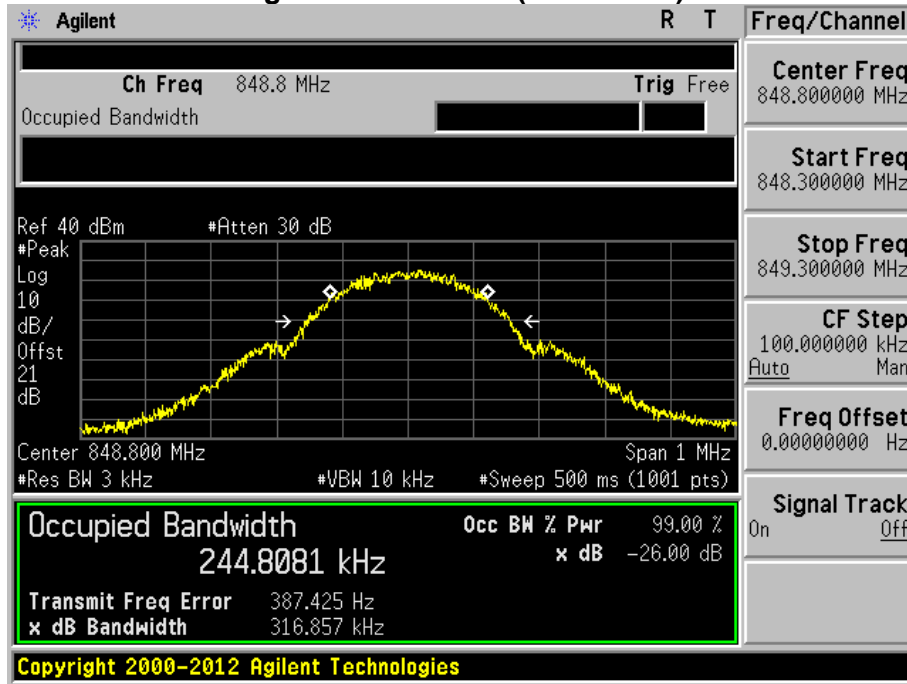 Agilent R T Freq/Channel
Ch Freq 848.8 MHz Trig Free
Occupied Bandwidth
Center Freq
848.800000 MHz
Start Freq
848.300000 MHz
Stop Freq
849.300000 MHz
CF Step
100.000000 kHz
Auto Man
Freq Offset
0.00000000 Hz
Signal Track
On Off
Ref 40 dBm #Atten 30 dB
#Peak
Log
10
dB/
Offst
21
dB
Center 848.800 MHz Span 1 MHz
#Res BW 3 kHz #VBW 10 kHz #Sweep 500 ms (1001 pts)
Occupied Bandwidth Occ BW % Pwr 99.00 %
244.8081 kHz x dB -26.00 dB
Transmit Freq Error 387.425 Hz
x dB Bandwidth 316.857 kHz
Copyright 2000-2012 Agilent Technologies